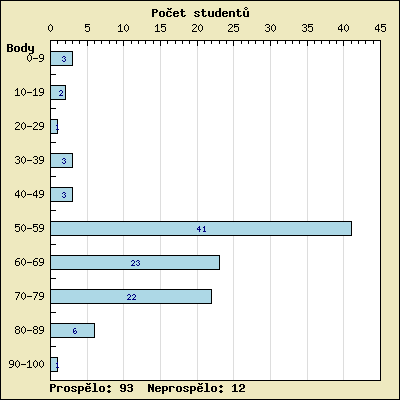 Počet studentů
0 5 10 15 20 25 30 35 40 45
Body
0-9 3
10-19 2
20-29 1
30-39 3
40-49 3
50-59 41
60-69 23
70-79 22
80-89 6
90-100 1
Prospělo: 93 Neprospělo: 12